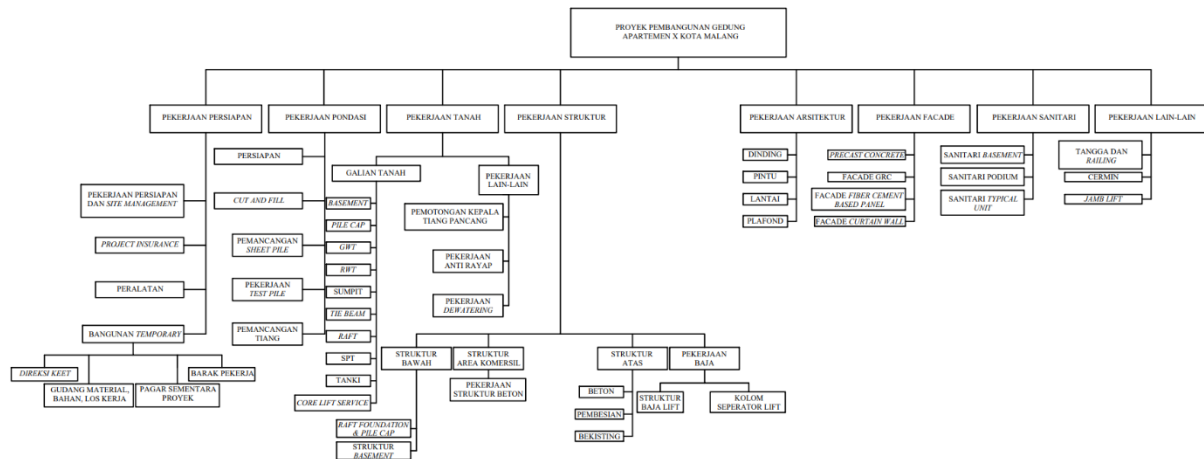 PROYEK PEMBANGUNAN GEDUNG
APARTEMEN X KOTA MALANG
PEKERJAAN PERSIAPAN
PEKERJAAN PONDASI
PEKERJAAN TANAH
PEKERJAAN STRUKTUR
PEKERJAAN ARSITEKTUR
PEKERJAAN FACADE
PEKERJAAN SANITARI
PEKERJAAN LAIN-LAIN
PEKERJAAN PERSIAPAN
DAN SITE MANAGEMENT
PROJECT INSURANCE
PERALATAN
BANGUNAN TEMPORARY
DIREKSI KEET
GUDANG MATERIAL,
BAHAN, LOS KERJA
PAGAR SEMENTARA
PROYEK
BARAK PEKERJA
PERSIAPAN
CUT AND FILL
PEMANCANGAN
SHEET PILE
PEKERJAAN
TEST PILE
PEMANCANGAN
TIANG
GALIAN TANAH
BASEMENT
PILE CAP
GWT
RWT
SUMPIT
TIE BEAM
RAFT
SPT
TANKI
CORE LIFT SERVICE
PEKERJAAN
LAIN-LAIN
PEMOTONGAN KEPALA
TIANG PANCANG
PEKERJAAN
ANTI RAYAP
PEKERJAAN
DEWATERING
STRUKTUR
BAWAH
RAFT FOUNDATION
& PILE CAP
STRUKTUR
BASEMENT
STRUKTUR
AREA KOMERSIL
PEKERJAAN
STRUKTUR BETON
STRUKTUR
ATAS
BETON
PEMBESIAN
BEKISTING
PEKERJAAN
BAJA
STRUKTUR
BAJA LIFT
KOLOM
SEPERATOR LIFT
DINDING
PINTU
LANTAI
PLAFOND
PRECAST CONCRETE
FACADE GRC
FACADE FIBER CEMENT
BASED PANEL
FACADE CURTAIN WALL
SANITARI BASEMENT
SANITARI PODIUM
SANITARI TYPICAL
UNIT
TANGGA DAN
RAILING
CERMIN
JAMB LIFT